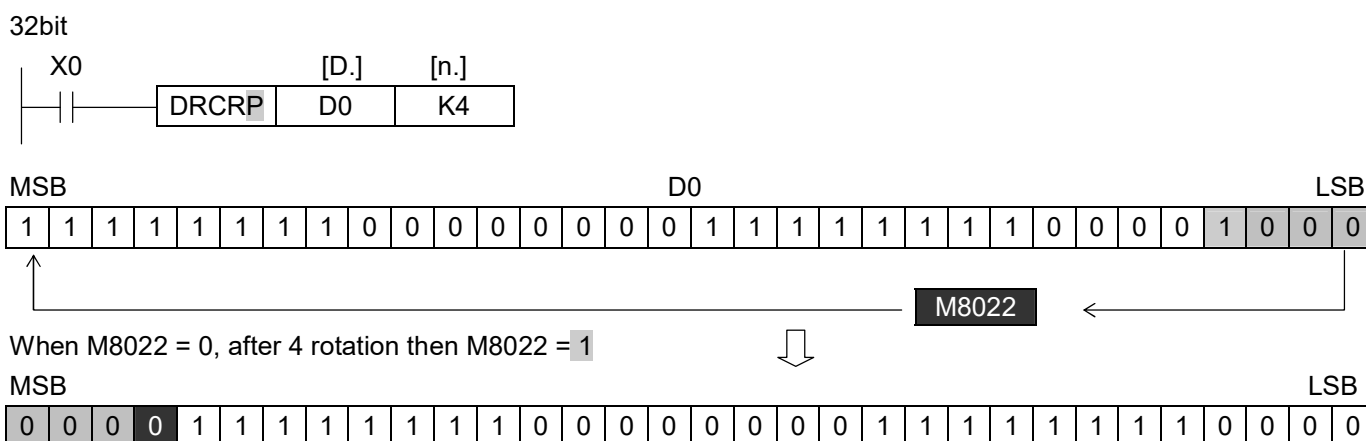 32bit
X0 [D.] [n.]
DRCRP D0 K4
MSB D0 LSB
1 1 1 1 1 1 1 1 0 0 0 0 0 0 0 0 1 1 1 1 1 1 1 1 0 0 0 0 1 0 0 0
M8022
When M8022 = 0, after 4 rotation then M8022 = 1
MSB LSB
0 0 0 0 1 1 1 1 1 1 1 1 0 0 0 0 0 0 0 0 1 1 1 1 1 1 1 1 0 0 0 0